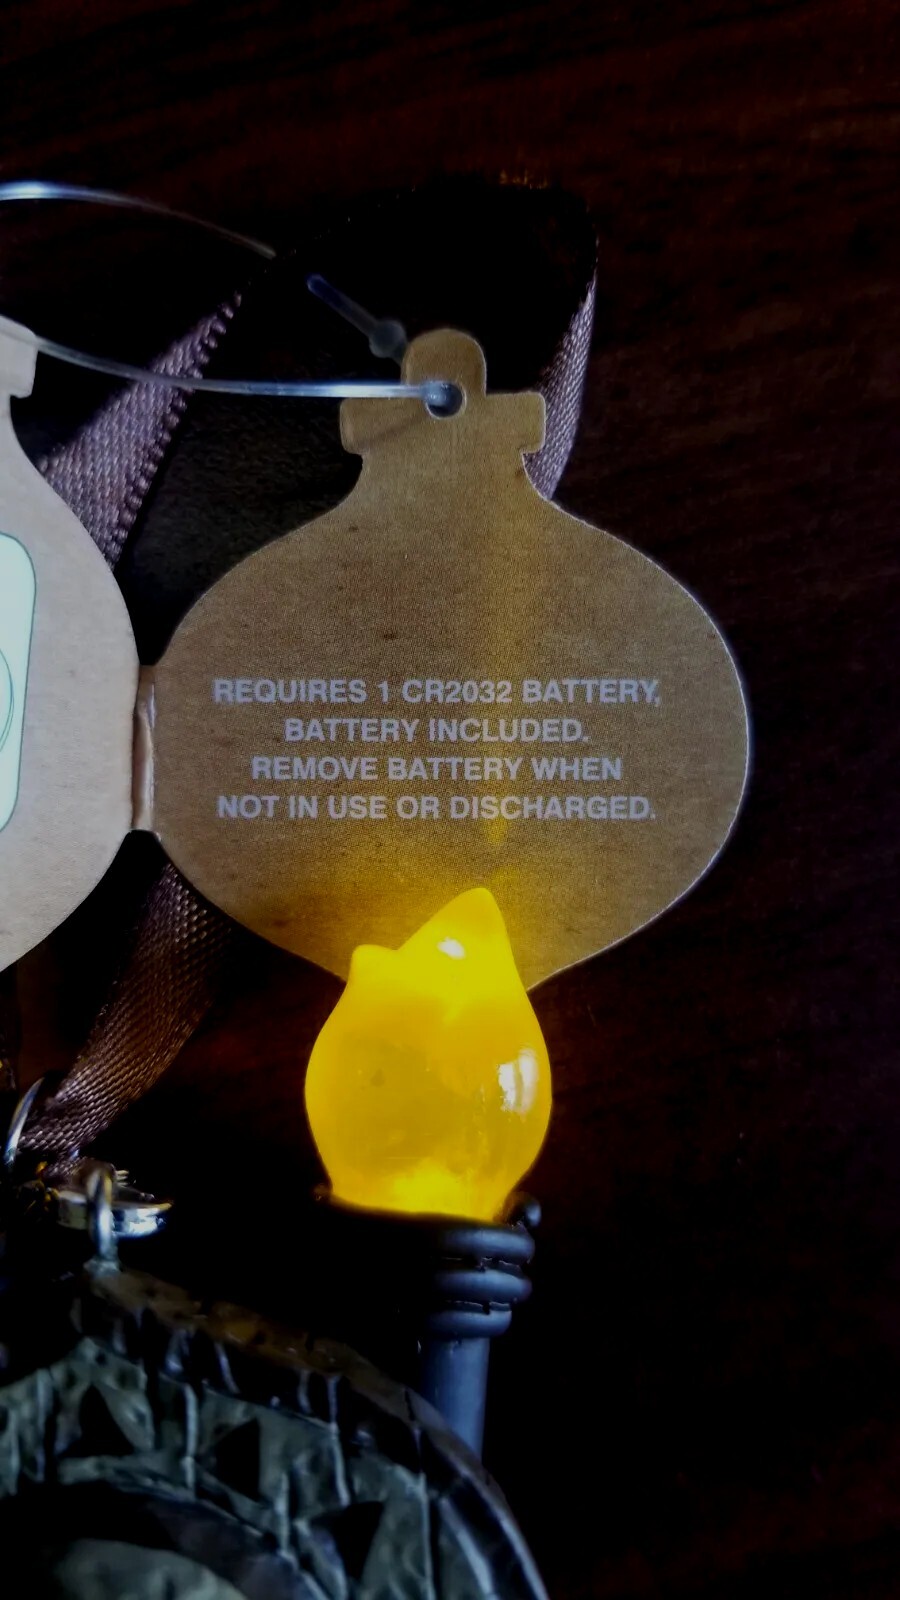 REQUIRES 1 CR2032 BATTERY,
BATTERY INCLUDED.
REMOVE BATTERY WHEN
NOT IN USE OR DISCHARGED.